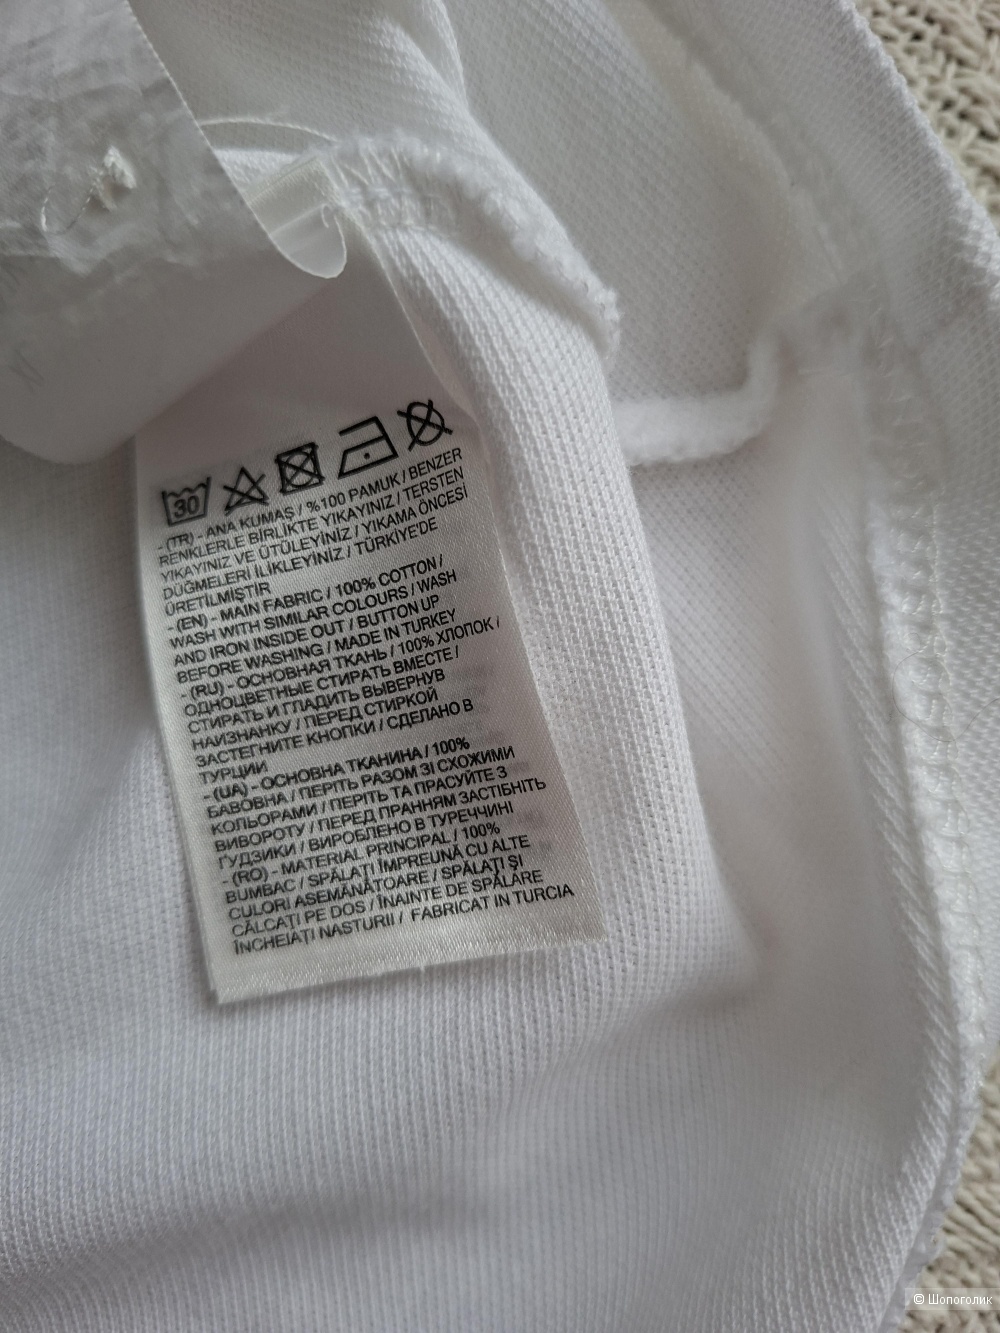 30
- (TR) - ANA KUMAŞ / %100 PAMUK / BENZER
RENKLERLE BİRLİKTE YIKAYINIZ / TERSTEN
YIKAYINIZ VE ÜTÜLEYİNİZ / YIKAMA ÖNCESİ
DÜĞMELERİ İLİKLEYİNİZ / TÜRKİYE'DE
ÜRETİLMİŞTİR
- (EN) - MAIN FABRIC / 100% COTTON /
WASH WITH SIMILAR COLOURS / WASH
AND IRON INSIDE OUT / BUTTON UP
BEFORE WASHING / MADE IN TURKEY
- (RU) - ОСНОВНАЯ ТКАНЬ / 100% ХЛОПОК /
ОДНОЦВЕТНЫЕ СТИРАТЬ ВМЕСТЕ /
СТИРАТЬ И ГЛАДИТЬ ВЫВЕРНУВ
НАИЗНАНКУ / ПЕРЕД СТИРКОЙ
ЗАСТЕГНИТЕ КНОПКИ / СДЕЛАНО В
ТУРЦИИ
- (UA) - ОСНОВНА ТКАНИНА / 100%
БАВОВНА / ПЕРІТЬ РАЗОМ ЗІ СХОЖИМИ
КОЛЬОРАМИ / ПЕРІТЬ ТА ПРАСУЙТЕ З
ВИВОРОТУ / ПЕРЕД ПРАННЯМ ЗАСТІБНІТЬ
ҐУДЗИКИ / ВИРОБЛЕНО В ТУРЕЧЧИНІ
- (RO) - MATERIAL PRINCIPAL / 100%
BUMBAC / SPĂLAȚI ÎMPREUNĂ CU ALTE
CULORI ASEMĂNĂTOARE / SPĂLAȚI ȘI
CĂLCAȚI PE DOS / ÎNAINTE DE SPĂLARE
ÎNCHEIAȚI NASTURII / FABRICAT IN TURCIA
© Шопоголик